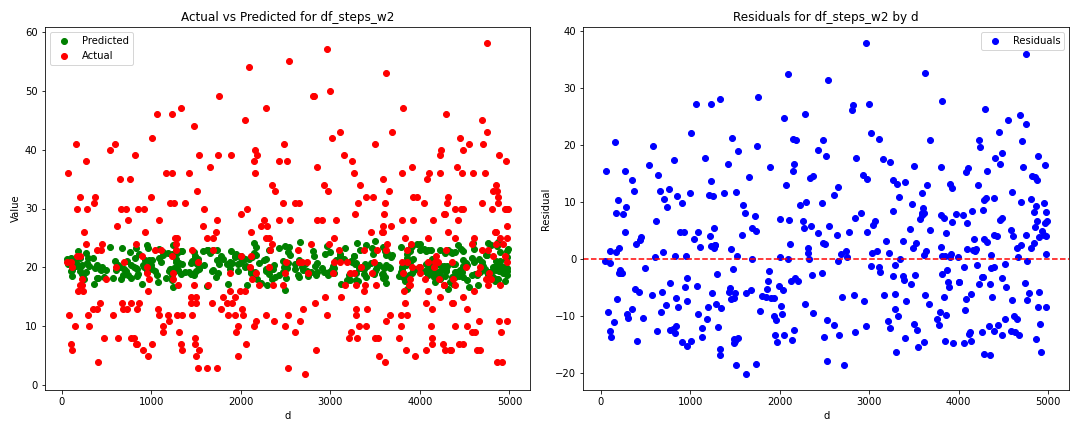 Actual vs Predicted for df_steps_w2
Predicted
Actual
Value
60
50
40
30
20
10
0
0
1000
2000
3000
4000
5000
d
Residuals for df_steps_w2 by d
Residuals
Residual
40
30
20
10
0
−10
−20
0
1000
2000
3000
4000
5000
d